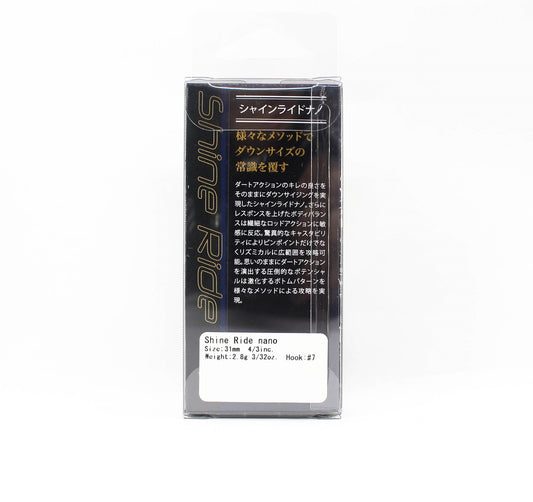 Shine Ride
シャインライドナノ
様々なメソッドで
ダウンサイズの
常識を覆す
ダートアクションのキレの良さを
そのままにダウンサイジングを
実現したシャインライドナノ。さらに
レスポンスを上げたボディバラン
スは繊細なロッドアクションに敏
感に反応。驚異的なキャスタビリ
ティによりピンポイントだけでな
くリズミカルに広範囲を攻略可
能。思いのままにダートアクション
を演出する圧倒的なポテンシャ
ルは激化するボトムパターンを
様々なメソッドによる攻略を実
現。
Shine Ride nano
Size:31mm 4/3inc.
Weight:2.8g 3/32oz. Hook:#7